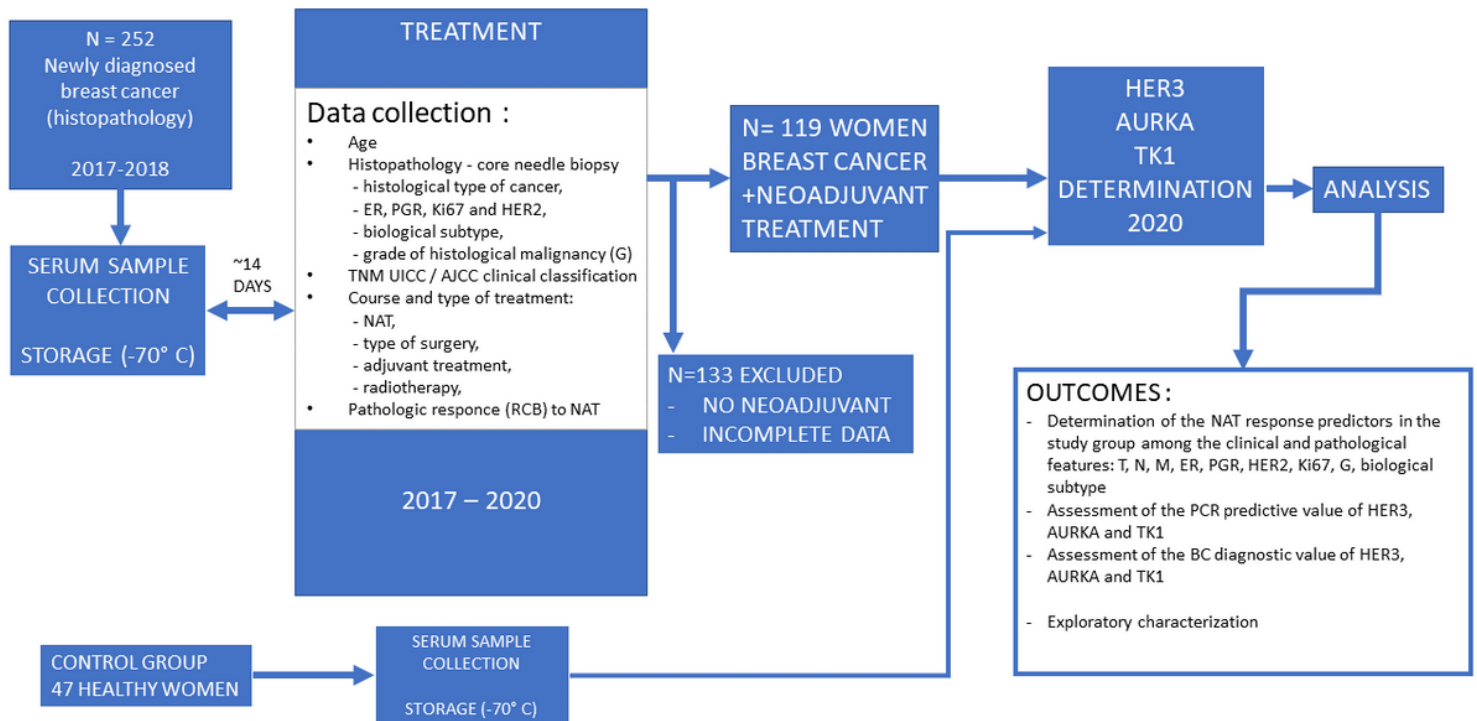 N = 252
Newly diagnosed
breast cancer
(histopathology)
2017-2018
SERUM SAMPLE
COLLECTION
STORAGE (-70° C)
~14
DAYS
TREATMENT
Data collection :
• Age
• Histopathology - core needle biopsy
- histological type of cancer,
- ER, PGR, Ki67 and HER2,
- biological subtype,
- grade of histological malignancy (G)
• TNM UICC / AJCC clinical classification
• Course and type of treatment:
- NAT,
- type of surgery,
- adjuvant treatment,
- radiotherapy,
• Pathologic responce (RCB) to NAT
2017 – 2020
N= 119 WOMEN
BREAST CANCER
+NEOADJUVANT
TREATMENT
N=133 EXCLUDED
- NO NEOADJUVANT
- INCOMPLETE DATA
HER3
AURKA
TK1
DETERMINATION
2020
ANALYSIS
OUTCOMES :
- Determination of the NAT response predictors in the
study group among the clinical and pathological
features: T, N, M, ER, PGR, HER2, Ki67, G, biological
subtype
- Assessment of the PCR predictive value of HER3,
AURKA and TK1
- Assessment of the BC diagnostic value of HER3,
AURKA and TK1
- Exploratory characterization
CONTROL GROUP
47 HEALTHY WOMEN
SERUM SAMPLE
COLLECTION
STORAGE (-70° C)